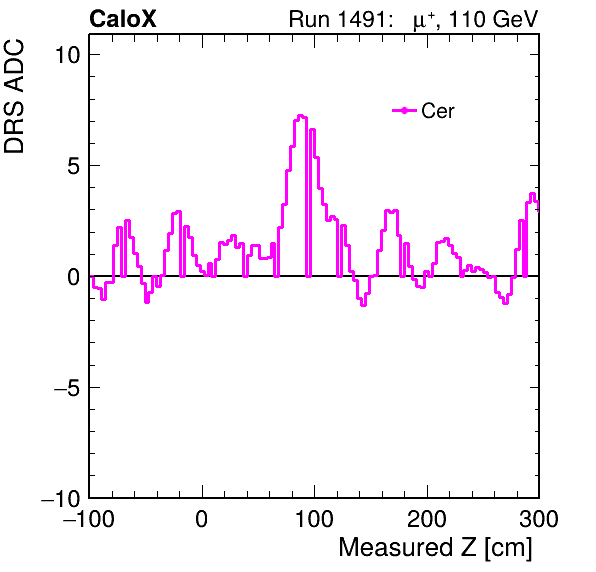 CaloX
Run 1491: μ⁺, 110 GeV
DRS ADC
Cer
10
5
0
−5
−10
−100 0 100 200 300
Measured Z [cm]